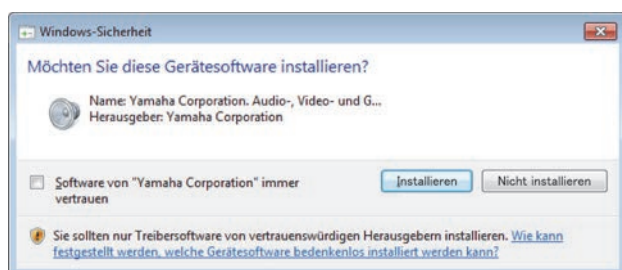 Windows-Sicherheit
Möchten Sie diese Gerätesoftware installieren?
Name: Yamaha Corporation. Audio-, Video- und G...
Herausgeber: Yamaha Corporation
Software von "Yamaha Corporation" immer
vertrauen
Installieren
Nicht installieren
Sie sollten nur Treibersoftware von vertrauenswürdigen Herausgebern installieren. Wie kann
festgestellt werden, welche Gerätesoftware bedenkenlos installiert werden kann?